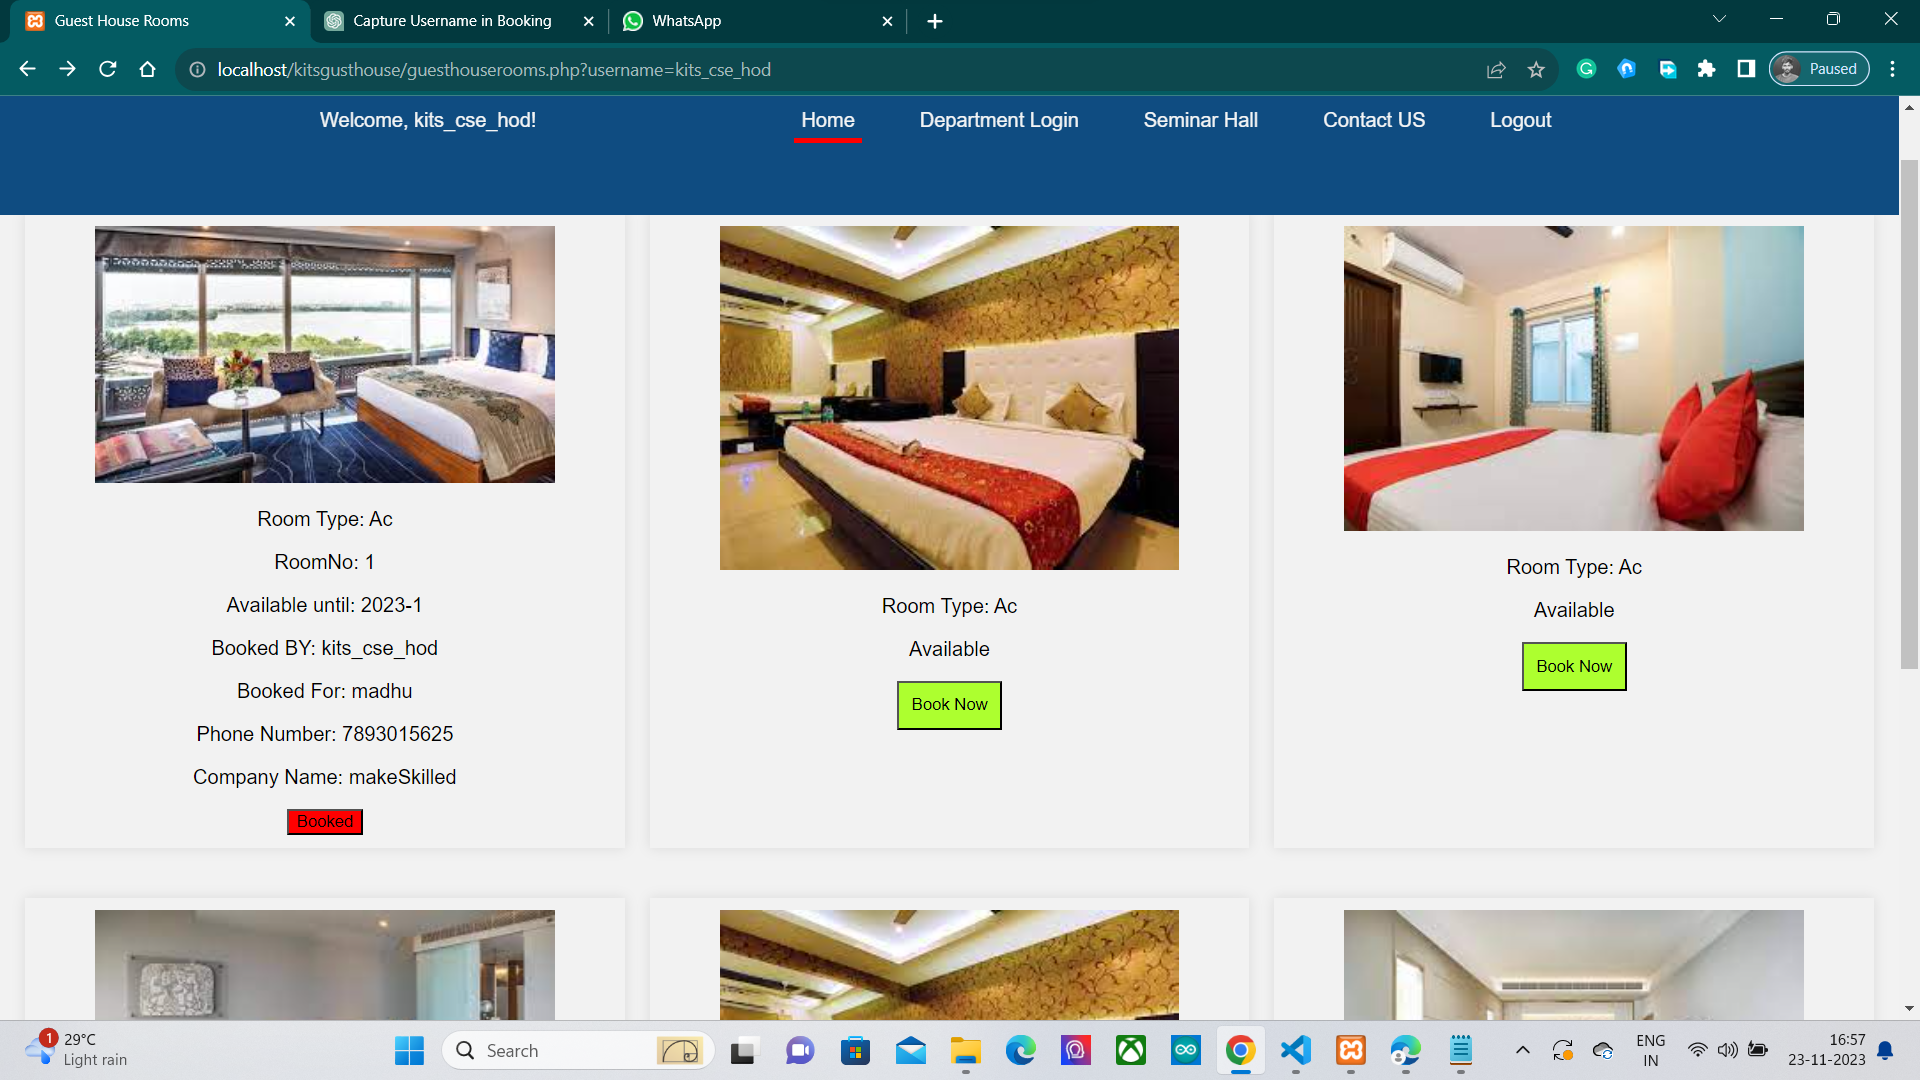 Guest House Rooms
Capture Username in Booking
WhatsApp
localhost/kitsgusthouse/guesthouserooms.php?username=kits_cse_hod
Paused
Welcome, kits_cse_hod!
Home
Department Login
Seminar Hall
Contact US
Logout
Room Type: Ac
RoomNo: 1
Available until: 2023-1
Booked BY: kits_cse_hod
Booked For: madhu
Phone Number: 7893015625
Company Name: makeSkilled
Booked
Room Type: Ac
Available
Book Now
Room Type: Ac
Available
Book Now
1
29°C
Light rain
Search
ENG
IN
16:57
23-11-2023